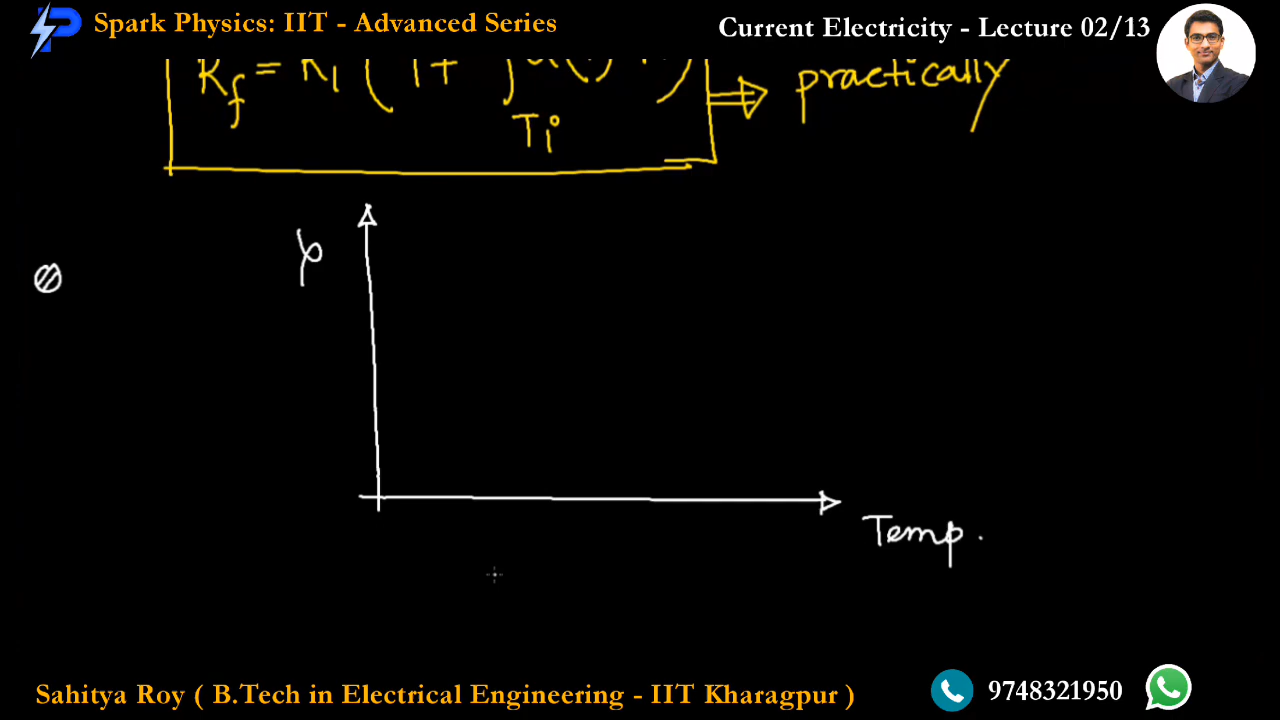 Spark Physics: IIT - Advanced Series
Current Electricity - Lecture 02/13
practically
Ti
ρ
Temp.
Sahitya Roy ( B.Tech in Electrical Engineering - IIT Kharagpur )
9748321950